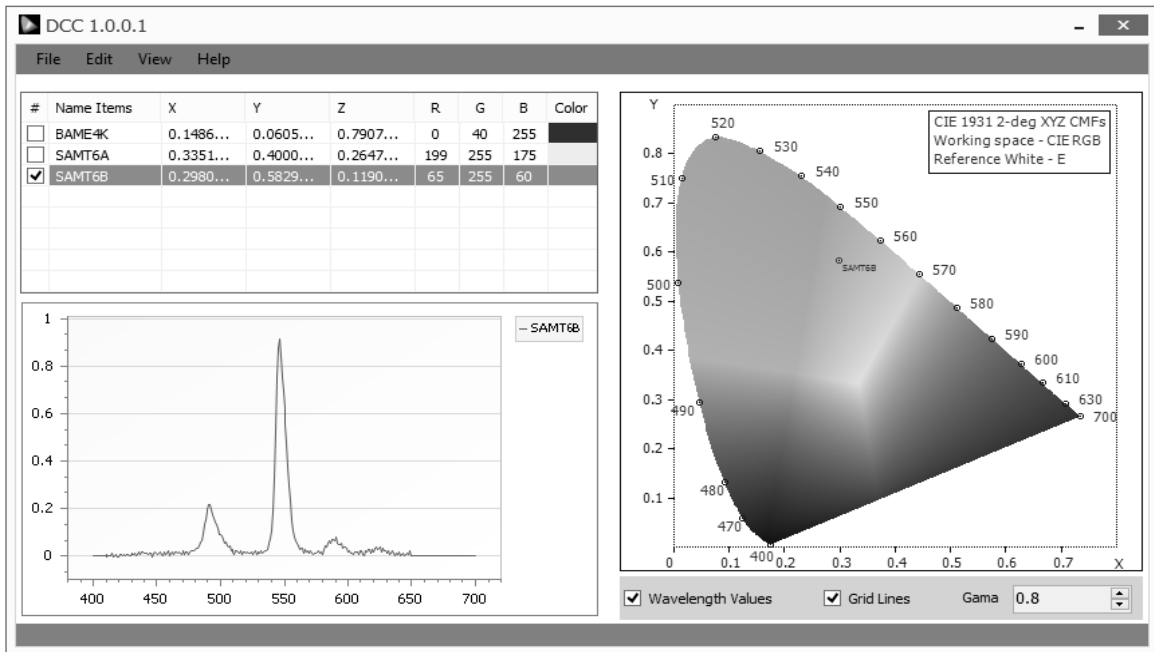 DCC 1.0.0.1
File Edit View Help
# Name Items X Y Z R G B Color
BAME4K 0.1486... 0.0605... 0.7907... 0 40 255
SAMT6A 0.3351... 0.4000... 0.2647... 199 255 175
SAMT6B 0.2980... 0.5829... 0.1190... 65 255 60
1
0.8
0.6
0.4
0.2
0
400 450 500 550 600 650 700
SAMT6B
Y
CIE 1931 2-deg XYZ CMFs
Working space - CIE RGB
Reference White - E
0.8
0.7
0.6
0.5
0.4
0.3
0.2
0.1
520
530
510
540
550
560
SAMT6B
570
500
580
590
600
610
630
490
700
480
470
400
0 0.1 0.2 0.3 0.4 0.5 0.6 0.7 X
Wavelength Values Grid Lines Gama 0.8